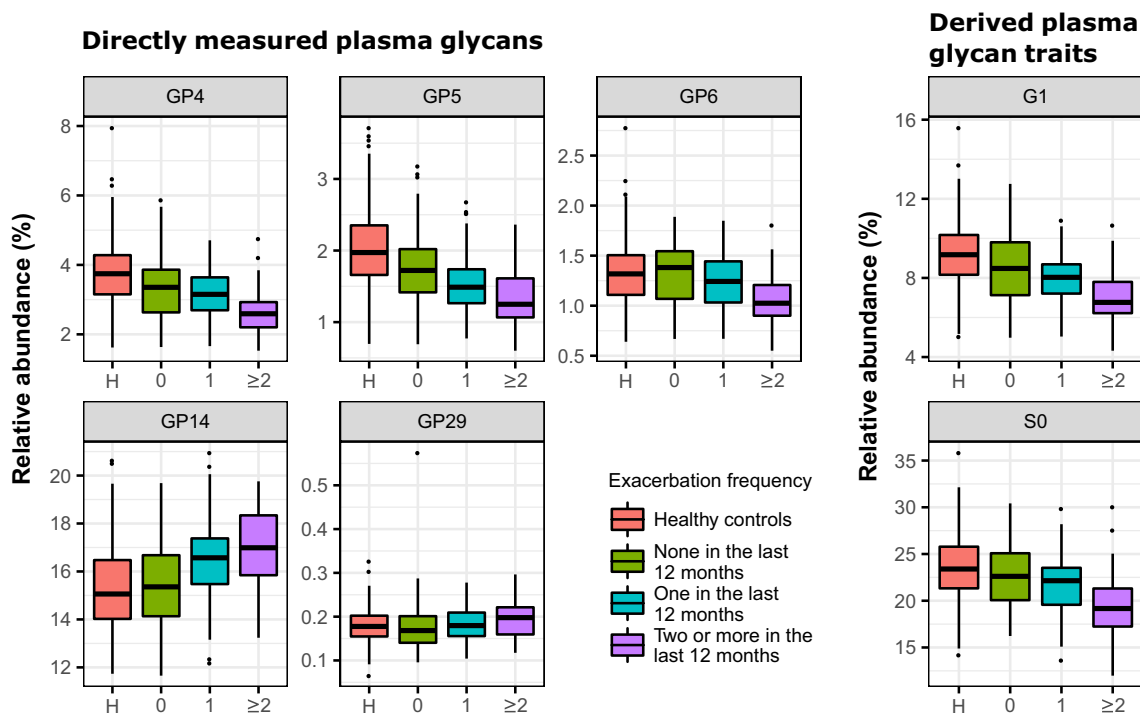 Directly measured plasma glycans
Derived plasma
glycan traits
GP4
GP5
GP6
G1
Relative abundance (%)
8
6
4
2
H
0
1
≥2
3
2
1
H
0
1
≥2
2.5
2.0
1.5
1.0
0.5
H
0
1
≥2
Relative abundance (%)
16
12
8
4
H
0
1
≥2
GP14
GP29
S0
20
18
16
14
12
H
0
1
≥2
0.5
0.4
0.3
0.2
0.1
H
0
1
≥2
Exacerbation frequency
Healthy controls
None in the last
12 months
One in the last
12 months
Two or more in the
last 12 months
35
30
25
20
15
H
0
1
≥2